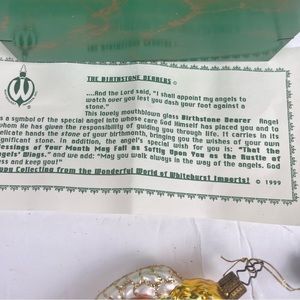 THE BIRTHSTONE BEARERS ©
....And the Lord said, "I shall appoint my angels to
watch over you lest you dash your foot against a
stone."
This lovely mouthblown glass Birthstone Bearer Angel
is a symbol of the special angel into whose care God Himself has placed you and to
whom He has given the responsibility of guiding you through life. It carries in its
delicate hands the stone of your birthmonth, bringing you the wishes of your own
significant stone. In addition, the angel's special wish for you is: "That the
Blessings of Your Month May Fall as Softly Upon You as the Rustle of
Angels' Wings." and we add: "May you walk always in the way of the angels. God
bless and keep you!"
Happy Collecting from the Wonderful World of Whitehurst Imports! © 1999